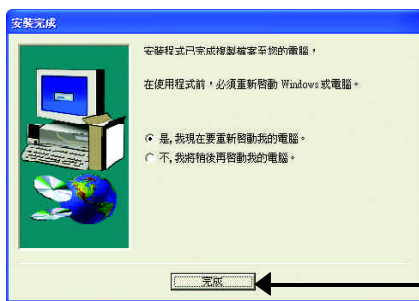 安裝完成
安裝程式已完成複製檔案至您的電腦，
在使用程式前，必須重新啓動 Windows 或電腦。
是, 我現在要重新啓動我的電腦。
不, 我將稍後再啓動我的電腦。
完成